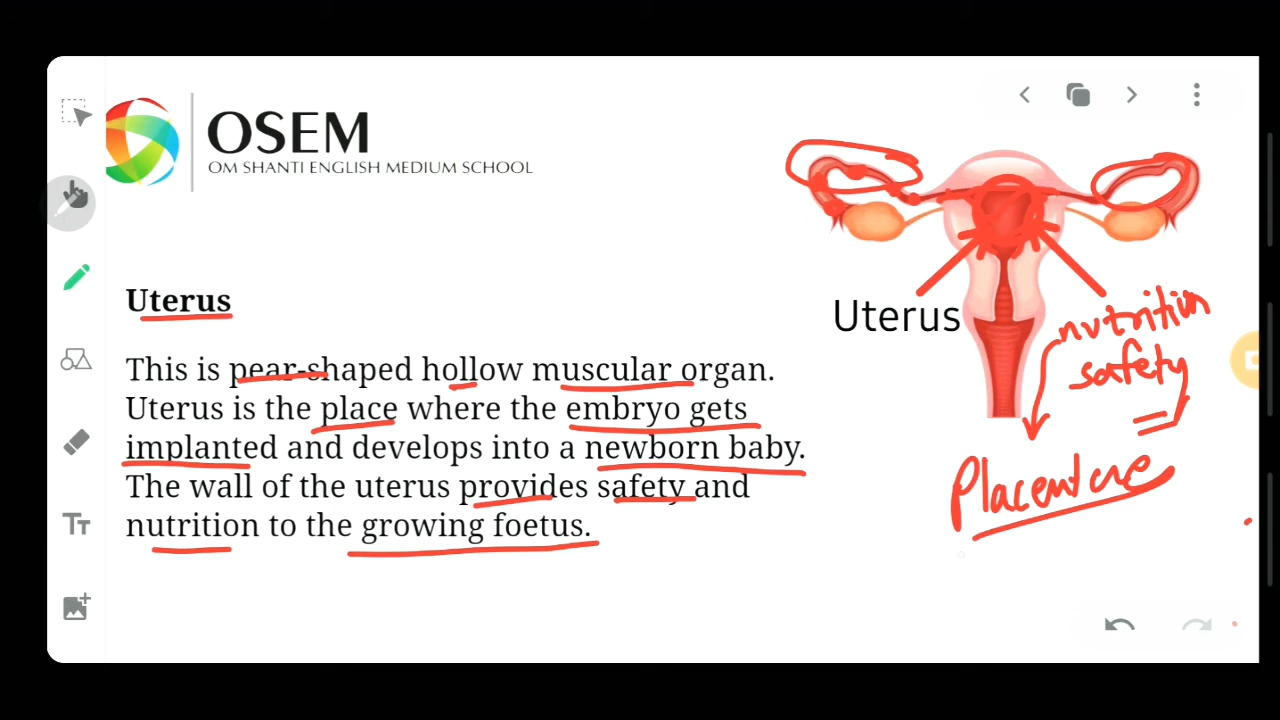 OSEM
OM SHANTI ENGLISH MEDIUM SCHOOL
Uterus
This is pear-shaped hollow muscular organ.
Uterus is the place where the embryo gets
implanted and develops into a newborn baby.
The wall of the uterus provides safety and
nutrition to the growing foetus.
Uterus
nutrition
safety
Placentae
Tт